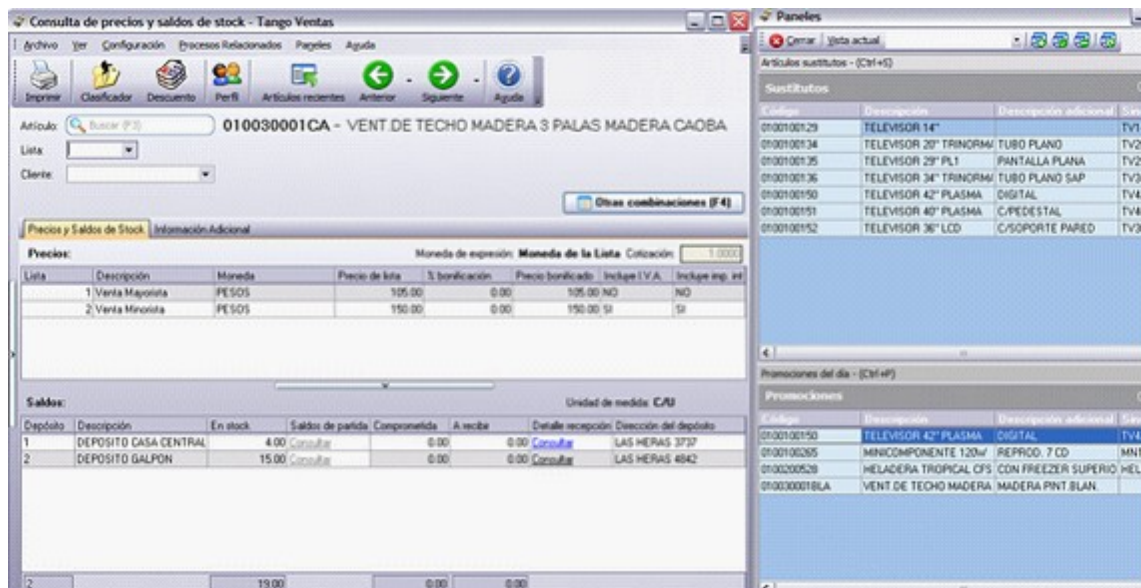 Consulta de precios y saldos de stock - Tango Ventas
Archivo Ver Configuración Procesos Relacionados Paneles Ayuda
Imprimir Clasificador Descuento Perfil Artículos recientes Anterior Siguiente Ayuda
Artículo: Buscar (F3) 010030001CA - VENT.DE TECHO MADERA 3 PALAS MADERA CAOBA
Lista:
Cliente:
Otras combinaciones (F4)
Precios y Saldos de Stock Información Adicional
Precios: Moneda de expresión: Moneda de la Lista Cotización: 1.0000
Lista Descripción Moneda Precio de lista % bonificación Precio bonificado Incluye I.V.A. Incluye imp. int
1 Venta Mayorista PESOS 105.00 0.00 105.00 NO NO
2 Venta Minorista PESOS 150.00 0.00 150.00 SI SI
Saldos: Unidad de medida: C/U
Depósito Descripción En stock Saldos de partida Comprometida A recibir Detalle recepción Dirección del depósito
1 DEPOSITO CASA CENTRAL 4.00 Consultar 0.00 0.00 Consultar LAS HERAS 3737
2 DEPOSITO GALPON 15.00 Consultar 0.00 0.00 Consultar LAS HERAS 4842
2 19.00 0.00 0.00
Paneles
Cerrar Vista actual
Artículos sustitutos - (Ctrl+S)
Sustitutos
Código Descripción Descripción adicional
0100100129 TELEVISOR 14" TV1
0100100134 TELEVISOR 20" TRINORMA TUBO PLANO TV2
0100100135 TELEVISOR 29" PL1 PANTALLA PLANA TV2
0100100136 TELEVISOR 34" TRINORMA TUBO PLANO SAP TV3
0100100150 TELEVISOR 42" PLASMA DIGITAL TV4
0100100151 TELEVISOR 40" PLASMA C/PEDESTAL TV4
0100100152 TELEVISOR 36" LCD C/SOPORTE PARED TV3
Promociones del día - (Ctrl+P)
Promociones
Código Descripción Descripción adicional
0100100150 TELEVISOR 42" PLASMA DIGITAL TV4
0100100265 MINICOMPONENTE 120w REPROD. 7 CD MN1
0100200528 HELADERA TROPICAL CFS CON FREEZER SUPERIO HEL
010030001BLA VENT.DE TECHO MADERA MADERA PINT.BLAN.